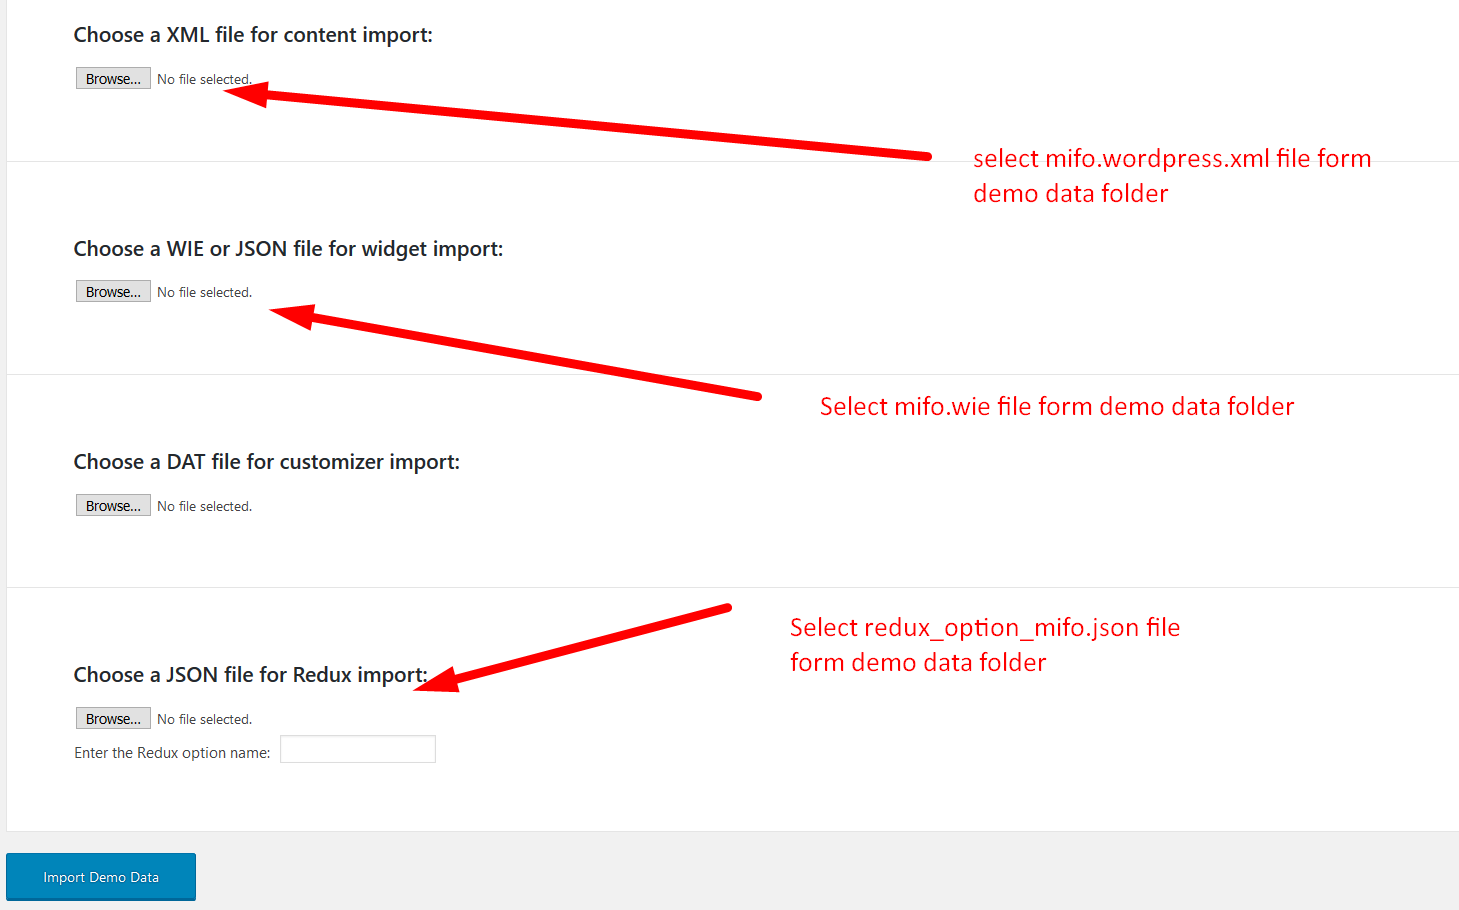 Choose a XML file for content import:
Browse... No file selected.
select mifo.wordpress.xml file form
demo data folder
Choose a WIE or JSON file for widget import:
Browse... No file selected.
Select mifo.wie file form demo data folder
Choose a DAT file for customizer import:
Browse... No file selected.
Select redux_option_mifo.json file
form demo data folder
Choose a JSON file for Redux import:
Browse... No file selected.
Enter the Redux option name:
Import Demo Data